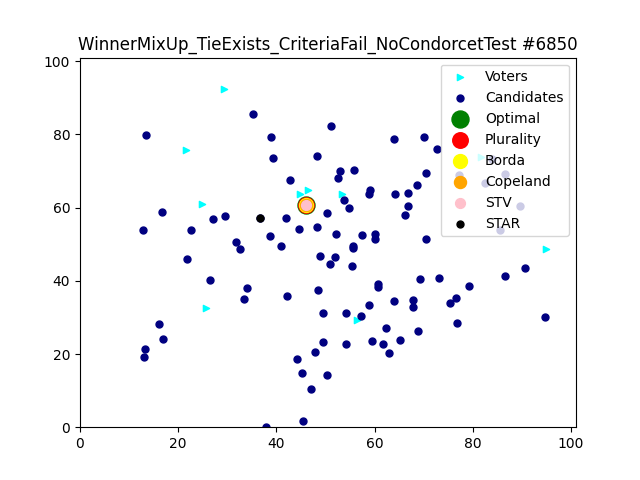 WinnerMixUp_TieExists_CriteriaFail_NoCondorcetTest #6850
100
80
60
40
20
0
0 20 40 60 80 100
Voters
Candidates
Optimal
Plurality
Borda
Copeland
STV
STAR